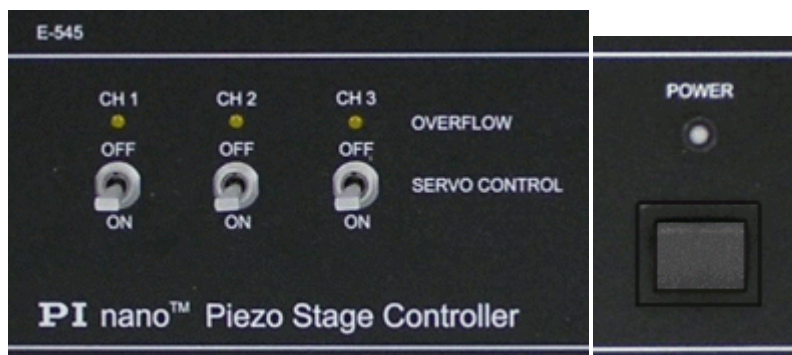 E-545
CH 1 CH 2 CH 3
OVERFLOW
OFF OFF OFF
SERVO CONTROL
ON ON ON
PI nano™ Piezo Stage Controller
POWER